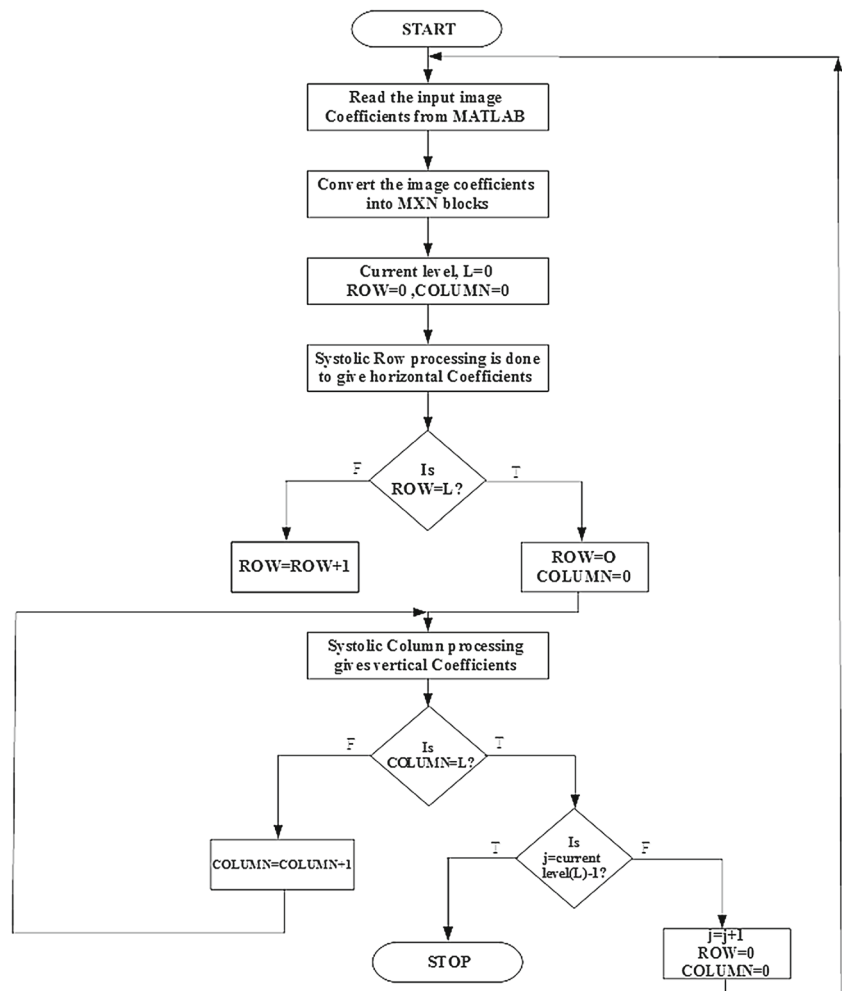 START
Read the input image
Coefficients from MATLAB
Convert the image coefficients
into MXN blocks
Current level, L=0
ROW=0 ,COLUMN=0
Systolic Row processing is done
to give horizontal Coefficients
F
Is
ROW=L?
T
ROW=ROW+1
ROW=O
COLUMN=0
Systolic Column processing
gives vertical Coefficients
F
Is
COLUMN=L?
T
COLUMN=COLUMN+1
T
Is
j=current
level(L)-1?
F
STOP
j=j+1
ROW=0
COLUMN=0